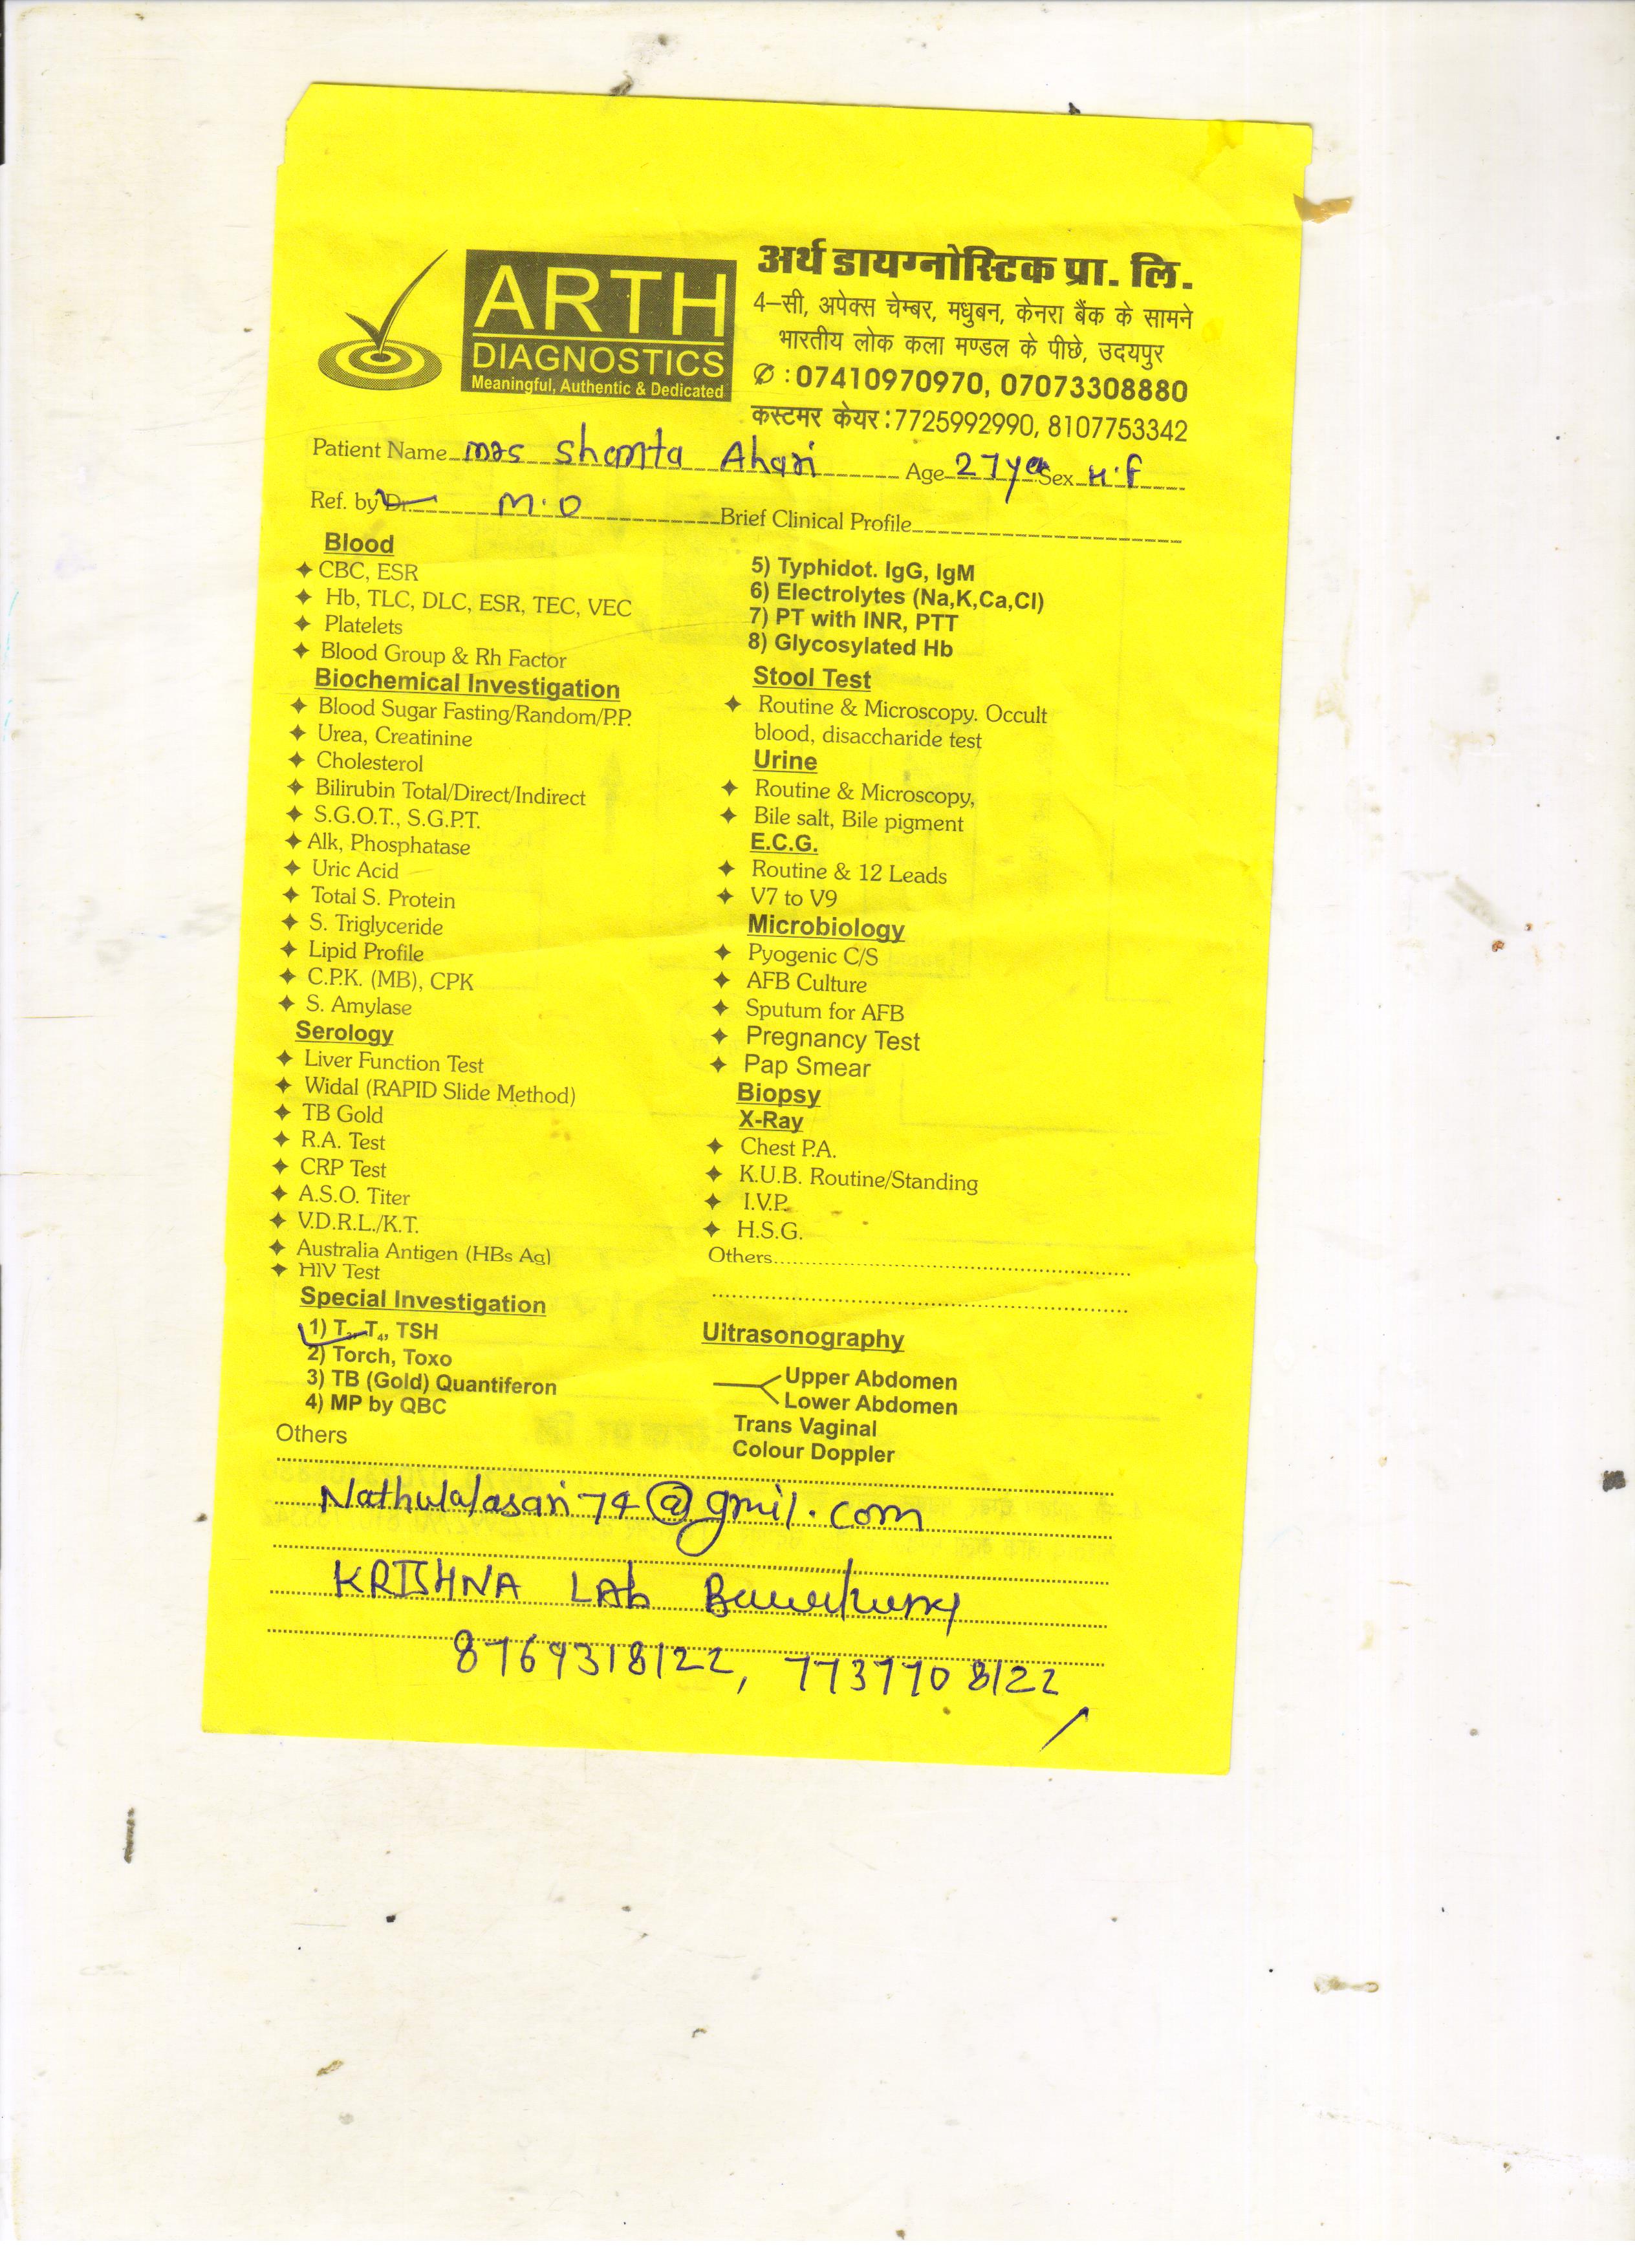 ARTH
DIAGNOSTICS
Meaningful, Authentic & Dedicated
अर्थ डायग्नोस्टिक प्रा. लि.
4–सी, अपेक्स चेम्बर, मधुबन, केनरा बैंक के सामने
भारतीय लोक कला मण्डल के पीछे, उदयपुर
✆ : 07410970970, 07073308880
कस्टमर केयर : 7725992990, 8107753342
Patient Name mrs Shamta Ahari Age 27 Sex F
Ref. by Dr. M.O Brief Clinical Profile
Blood
CBC, ESR
Hb, TLC, DLC, ESR, TEC, VEC
Platelets
Blood Group & Rh Factor
Biochemical Investigation
Blood Sugar Fasting/Random/P.P.
Urea, Creatinine
Cholesterol
Bilirubin Total/Direct/Indirect
S.G.O.T., S.G.P.T.
Alk, Phosphatase
Uric Acid
Total S. Protein
S. Triglyceride
Lipid Profile
C.P.K. (MB), CPK
S. Amylase
Serology
Liver Function Test
Widal (RAPID Slide Method)
TB Gold
R.A. Test
CRP Test
A.S.O. Titer
V.D.R.L./K.T.
Australia Antigen (HBs Ag)
HIV Test
Special Investigation
1) T3, T4, TSH
2) Torch, Toxo
3) TB (Gold) Quantiferon
4) MP by QBC
Others
5) Typhidot. IgG, IgM
6) Electrolytes (Na,K,Ca,Cl)
7) PT with INR, PTT
8) Glycosylated Hb
Stool Test
Routine & Microscopy. Occult
blood, disaccharide test
Urine
Routine & Microscopy,
Bile salt, Bile pigment
E.C.G.
Routine & 12 Leads
V7 to V9
Microbiology
Pyogenic C/S
AFB Culture
Sputum for AFB
Pregnancy Test
Pap Smear
Biopsy
X-Ray
Chest P.A.
K.U.B. Routine/Standing
I.V.P.
H.S.G.
Others
Ultrasonography
Upper Abdomen
Lower Abdomen
Trans Vaginal
Colour Doppler
Nathulalasari74@gmil.com
KRISHNA LAb
8769318122, 7737708122